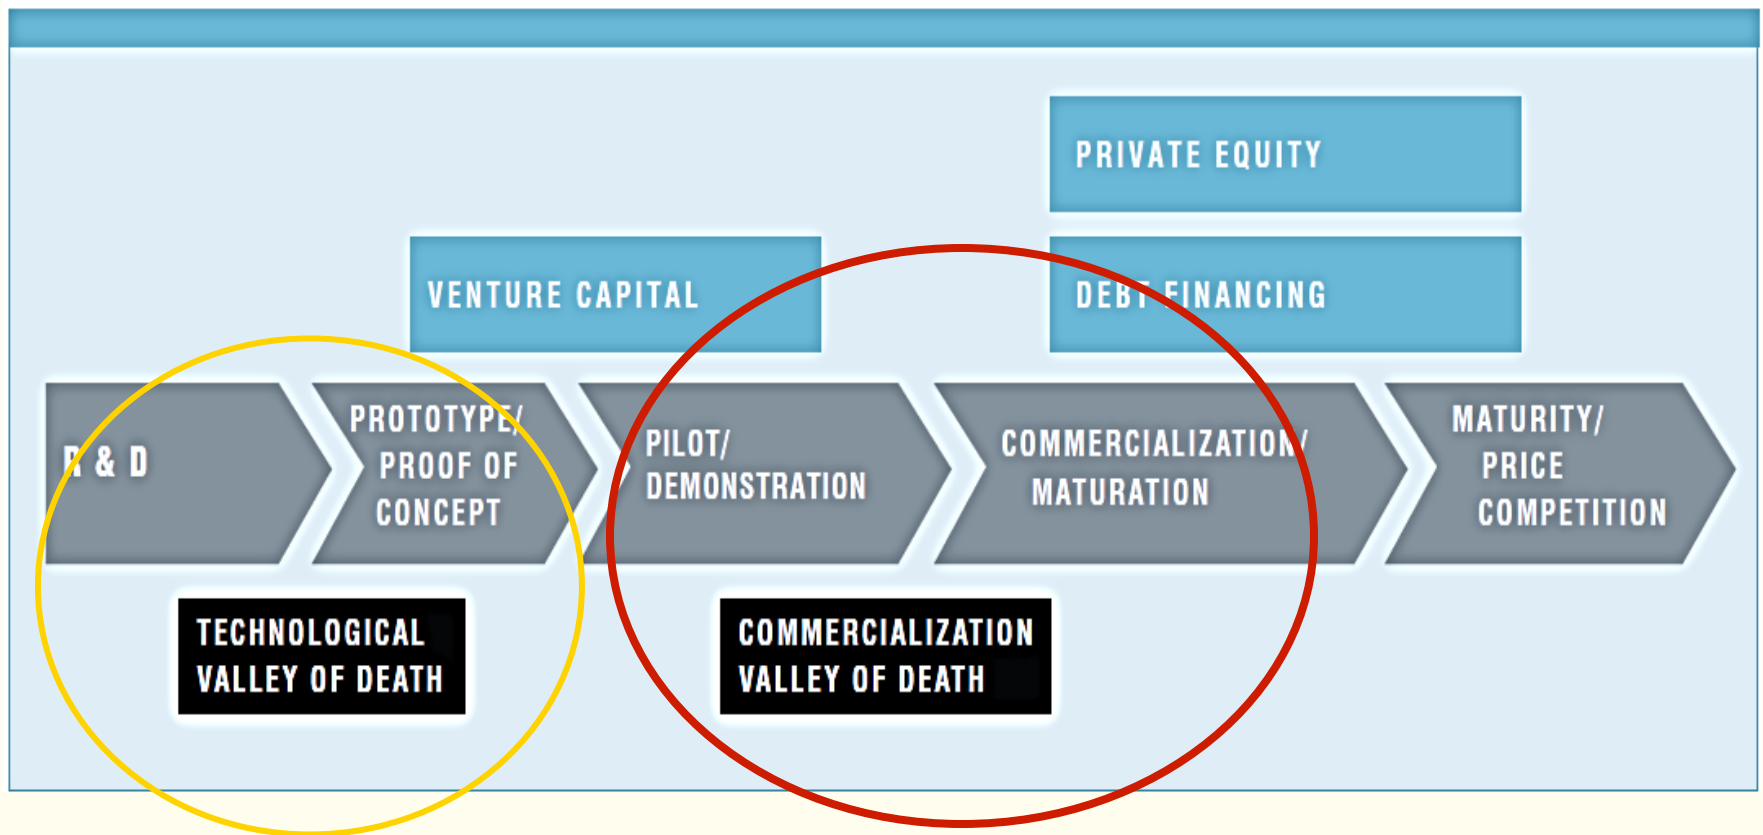 PRIVATE EQUITY
VENTURE CAPITAL
DEBT FINANCING
R & D
PROTOTYPE/
PROOF OF
CONCEPT
PILOT/
DEMONSTRATION
COMMERCIALIZATION/
MATURATION
MATURITY/
PRICE
COMPETITION
TECHNOLOGICAL
VALLEY OF DEATH
COMMERCIALIZATION
VALLEY OF DEATH